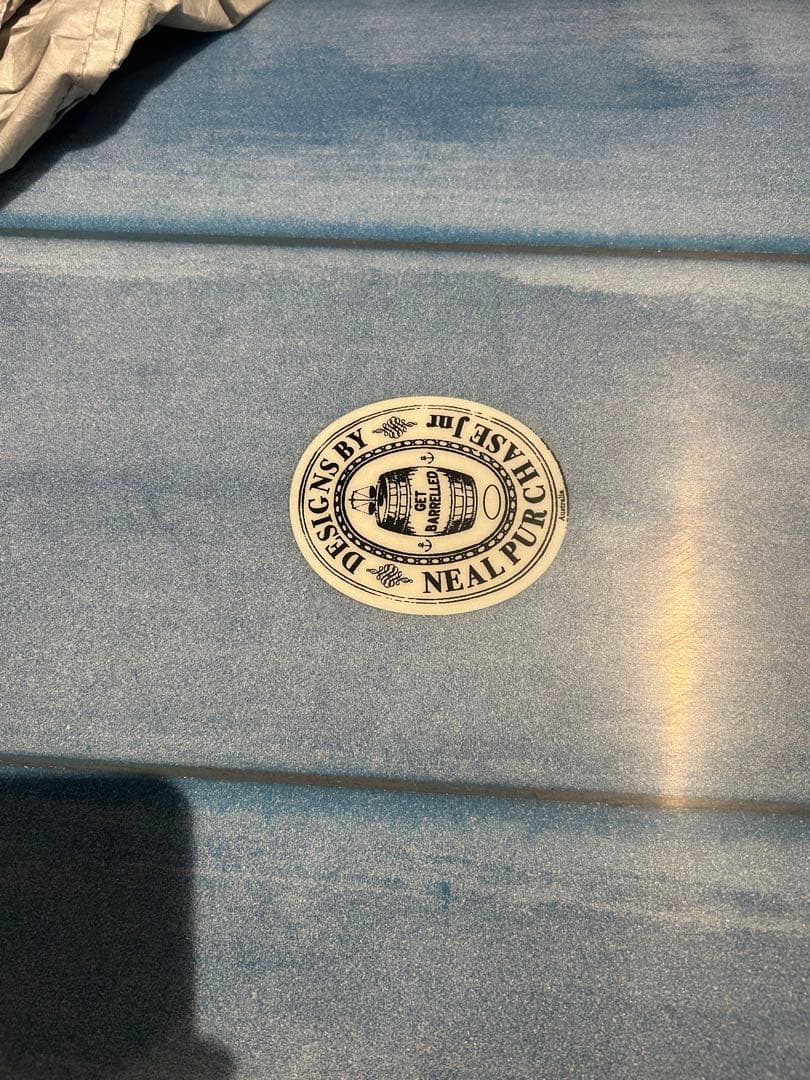 DESIGNS BY
NEAL PURCHASE Jnr
GET
BARRELLED
Australia